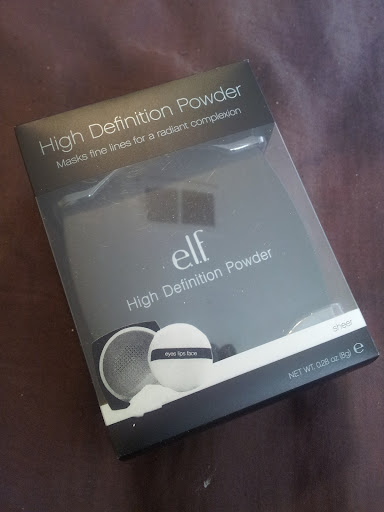 High Definition Powder
Masks fine lines for a radiant complexion
e.l.f.
High Definition Powder
eyes lips face
sheer
NET WT. 0.28 oz (8g) e